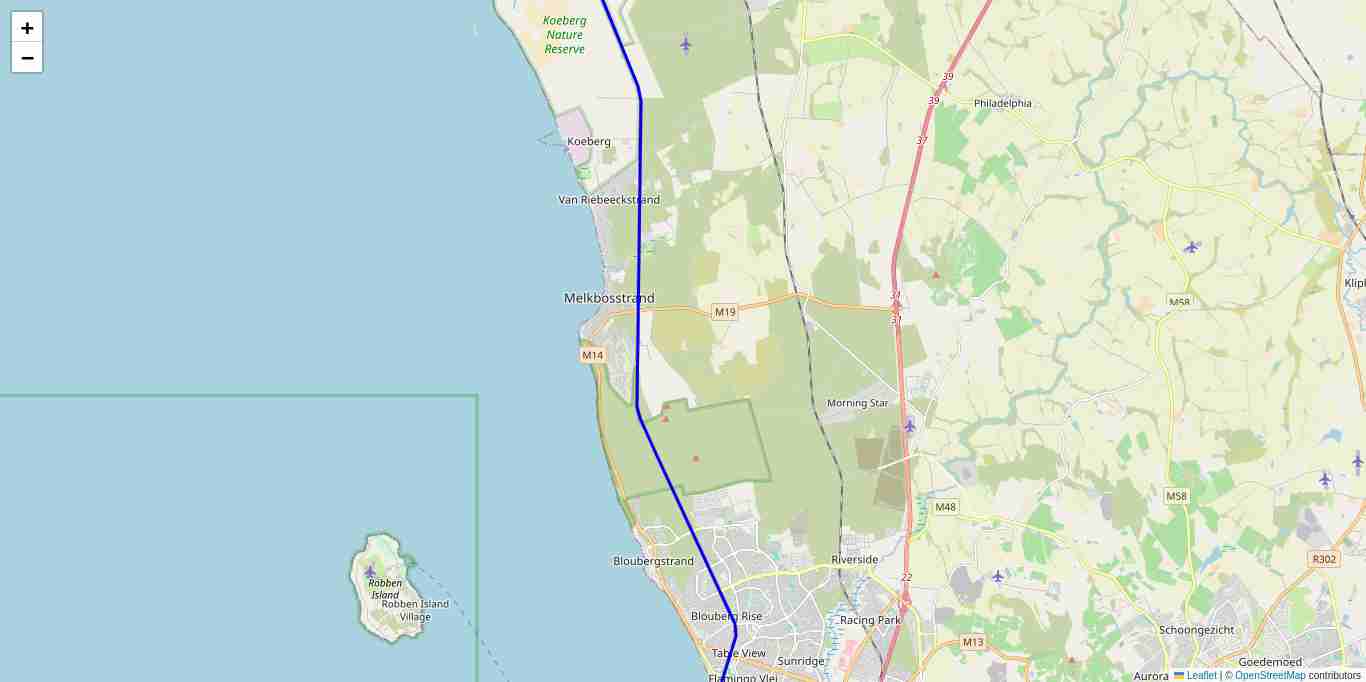 +
−
Koeberg
Nature
Reserve
39
39
Philadelphia
37
Koeberg
Van Riebeeckstrand
M58
31
Melkbosstrand
M19
31
M14
Morning Star
M58
M48
Bloubergstrand
Riverside
R302
22
Robben
Island
Robben Island
Village
Blouberg Rise
Racing Park
Schoongezicht
M13
Table View
Sunridge
Goedemoed
Flamingo Vlei
Aurora
Leaflet | © OpenStreetMap contributors